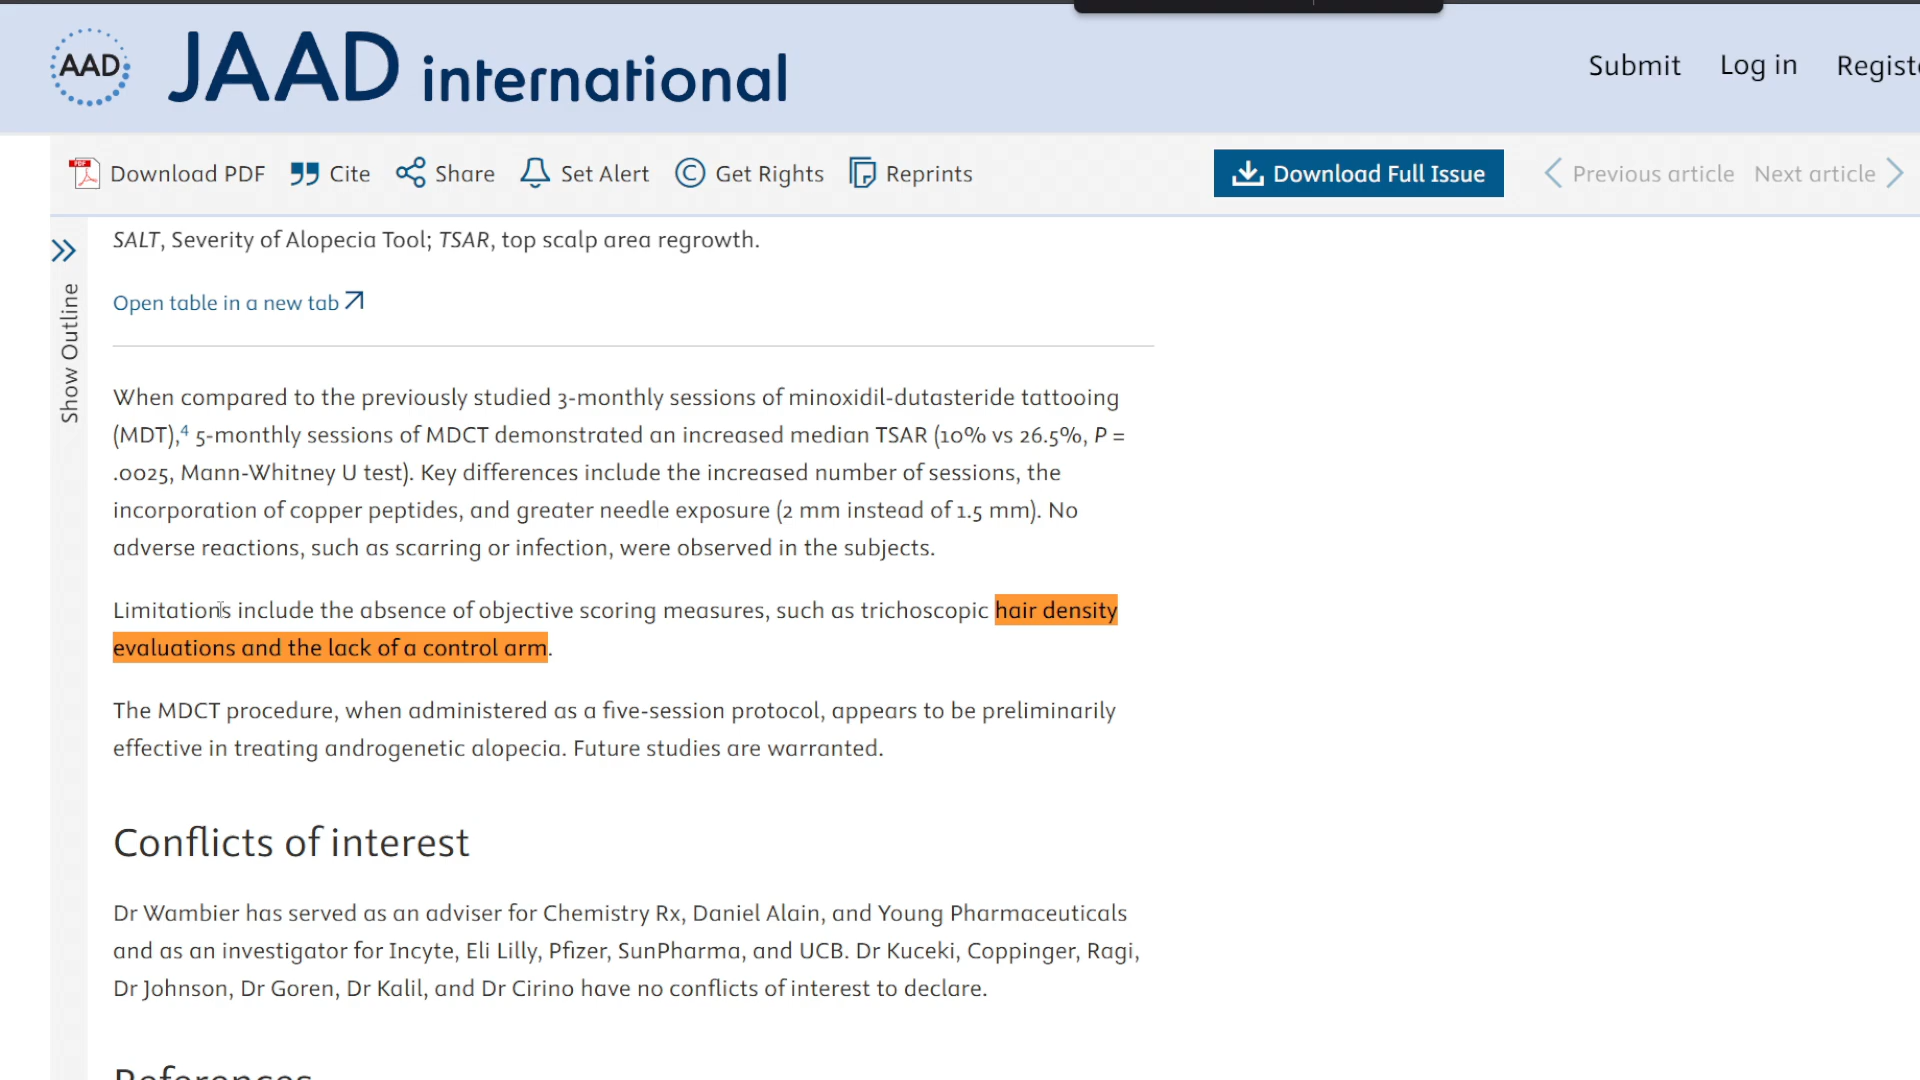 AAD JAAD international Submit Log in Regist
Download PDF Cite Share Set Alert Get Rights Reprints Download Full Issue Previous article Next article
Show Outline
SALT, Severity of Alopecia Tool; TSAR, top scalp area regrowth.
Open table in a new tab
When compared to the previously studied 3-monthly sessions of minoxidil-dutasteride tattooing
(MDT),⁴ 5-monthly sessions of MDCT demonstrated an increased median TSAR (10% vs 26.5%, P =
.0025, Mann-Whitney U test). Key differences include the increased number of sessions, the
incorporation of copper peptides, and greater needle exposure (2 mm instead of 1.5 mm). No
adverse reactions, such as scarring or infection, were observed in the subjects.
Limitations include the absence of objective scoring measures, such as trichoscopic hair density
evaluations and the lack of a control arm.
The MDCT procedure, when administered as a five-session protocol, appears to be preliminarily
effective in treating androgenetic alopecia. Future studies are warranted.
Conflicts of interest
Dr Wambier has served as an adviser for Chemistry Rx, Daniel Alain, and Young Pharmaceuticals
and as an investigator for Incyte, Eli Lilly, Pfizer, SunPharma, and UCB. Dr Kuceki, Coppinger, Ragi,
Dr Johnson, Dr Goren, Dr Kalil, and Dr Cirino have no conflicts of interest to declare.
References